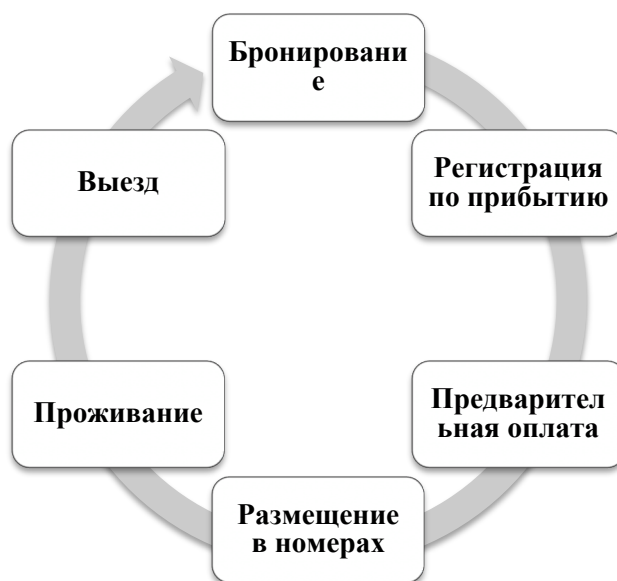 Бронировани
е
Регистрация
по прибытию
Предварител
ьная оплата
Размещение
в номерах
Проживание
Выезд